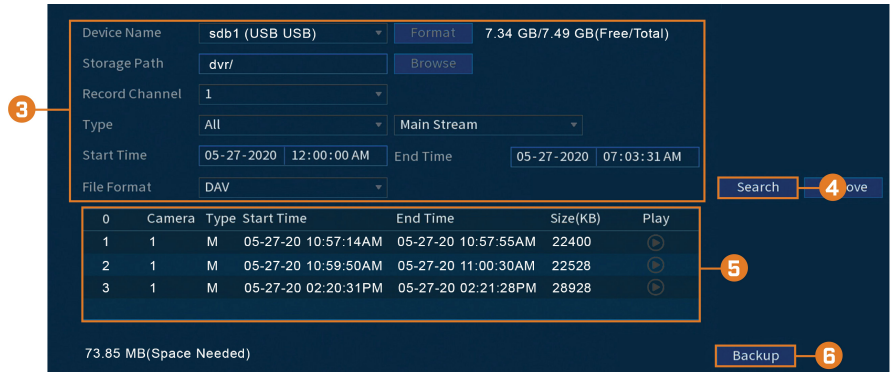 Device Name sdb1 (USB USB) Format 7.34 GB/7.49 GB(Free/Total)
Storage Path dvr/ Browse
3
Record Channel 1
Type All Main Stream
Start Time 05-27-2020 12:00:00 AM End Time 05-27-2020 07:03:31 AM
File Format DAV Search 4 ove
0 Camera Type Start Time End Time Size(KB) Play
1 1 M 05-27-20 10:57:14AM 05-27-20 10:57:55AM 22400
2 1 M 05-27-20 10:59:50AM 05-27-20 11:00:30AM 22528 5
3 1 M 05-27-20 02:20:31PM 05-27-20 02:21:28PM 28928
73.85 MB(Space Needed) Backup 6